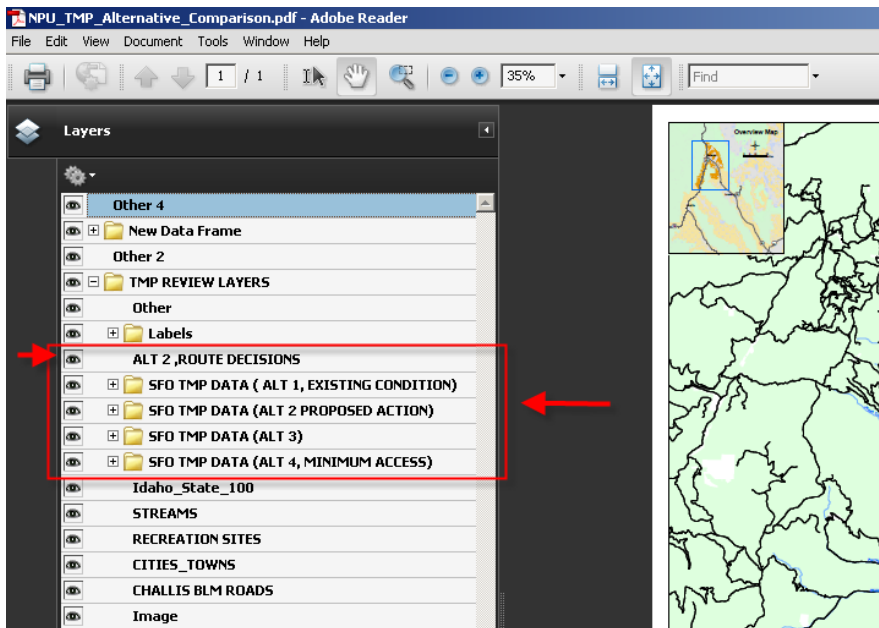 NPU_TMP_Alternative_Comparison.pdf - Adobe Reader
File Edit View Document Tools Window Help
1 / 1 35% Find
Layers
Other 4
New Data Frame
Other 2
TMP REVIEW LAYERS
Other
Labels
ALT 2 ,ROUTE DECISIONS
SFO TMP DATA ( ALT 1, EXISTING CONDITION)
SFO TMP DATA (ALT 2 PROPOSED ACTION)
SFO TMP DATA (ALT 3)
SFO TMP DATA (ALT 4, MINIMUM ACCESS)
Idaho_State_100
STREAMS
RECREATION SITES
CITIES_TOWNS
CHALLIS BLM ROADS
Image
Overview Map